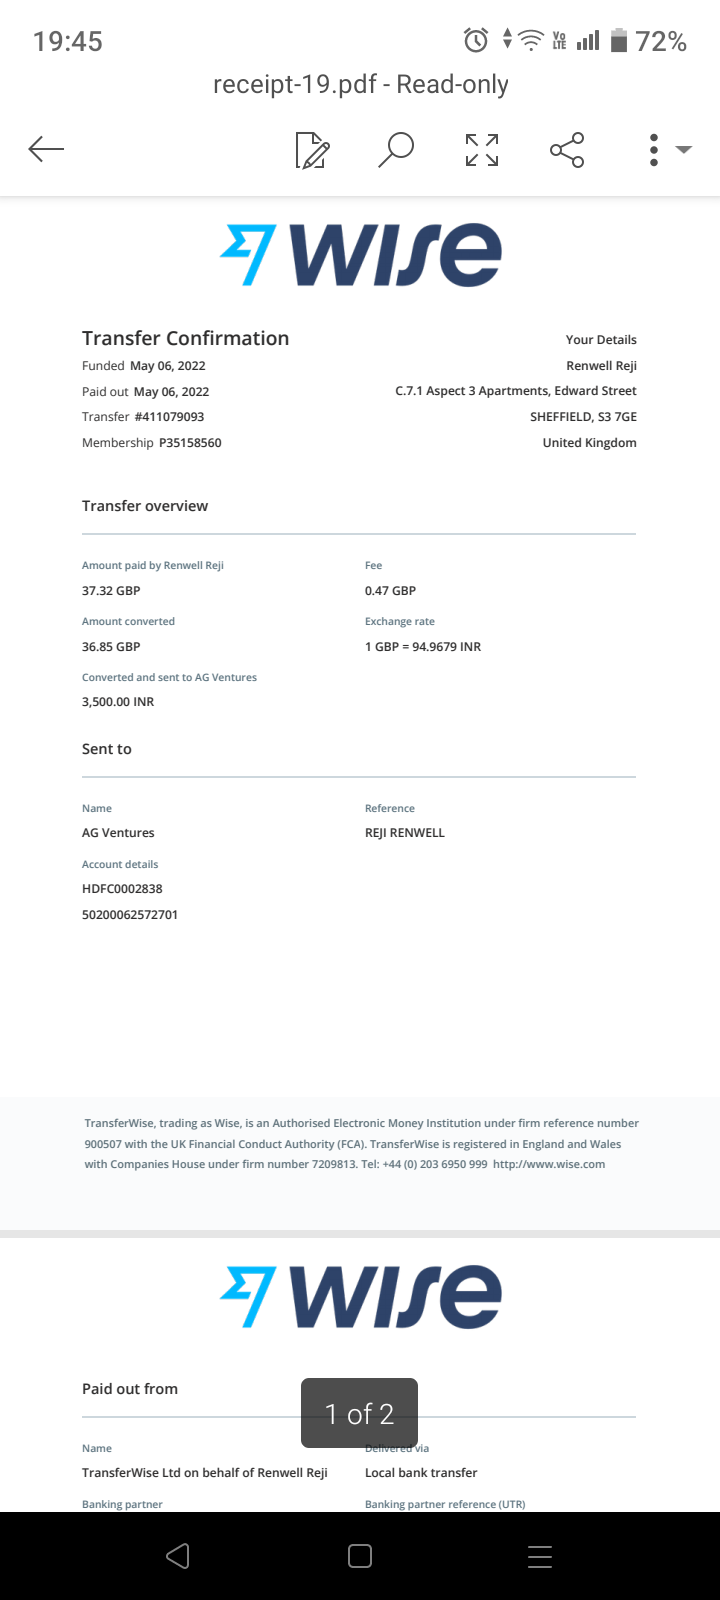 19:45
Vo LTE
72%
receipt-19.pdf - Read-only
wise
Transfer Confirmation
Funded May 06, 2022
Paid out May 06, 2022
Transfer #411079093
Membership P35158560
Your Details
Renwell Reji
C.7.1 Aspect 3 Apartments, Edward Street
SHEFFIELD, S3 7GE
United Kingdom
Transfer overview
Amount paid by Renwell Reji
37.32 GBP
Fee
0.47 GBP
Amount converted
36.85 GBP
Exchange rate
1 GBP = 94.9679 INR
Converted and sent to AG Ventures
3,500.00 INR
Sent to
Name
AG Ventures
Reference
REJI RENWELL
Account details
HDFC0002838
50200062572701
TransferWise, trading as Wise, is an Authorised Electronic Money Institution under firm reference number
900507 with the UK Financial Conduct Authority (FCA). TransferWise is registered in England and Wales
with Companies House under firm number 7209813. Tel: +44 (0) 203 6950 999 http://www.wise.com
wise
Paid out from
1 of 2
Name
TransferWise Ltd on behalf of Renwell Reji
Delivered via
Local bank transfer
Banking partner
Banking partner reference (UTR)